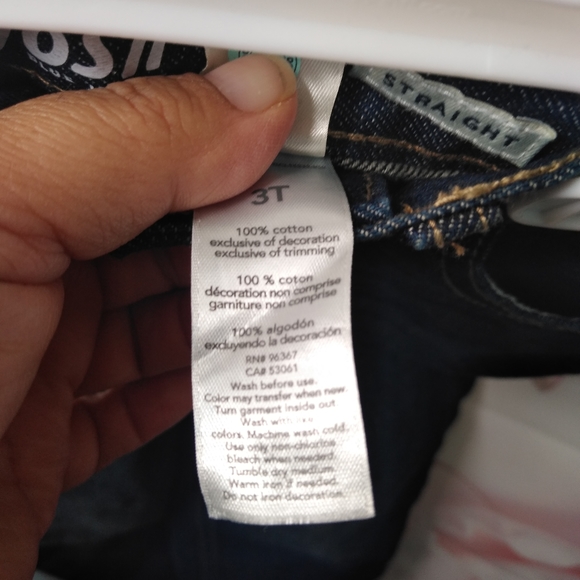 STRAIGHT
3T
100% cotton
exclusive of decoration
exclusive of trimming
100 % coton
décoration non comprise
garniture non comprise
100% algodón
excluyendo la decoración
RN# 96367
CA# 53061
Wash before use.
Color may transfer when new.
Turn garment inside out
Wash with
colors. Machine wash cold.
Use only non-chlorine
bleach when needed.
Tumble dry medium.
Warm iron if needed.
Do not iron decoration.